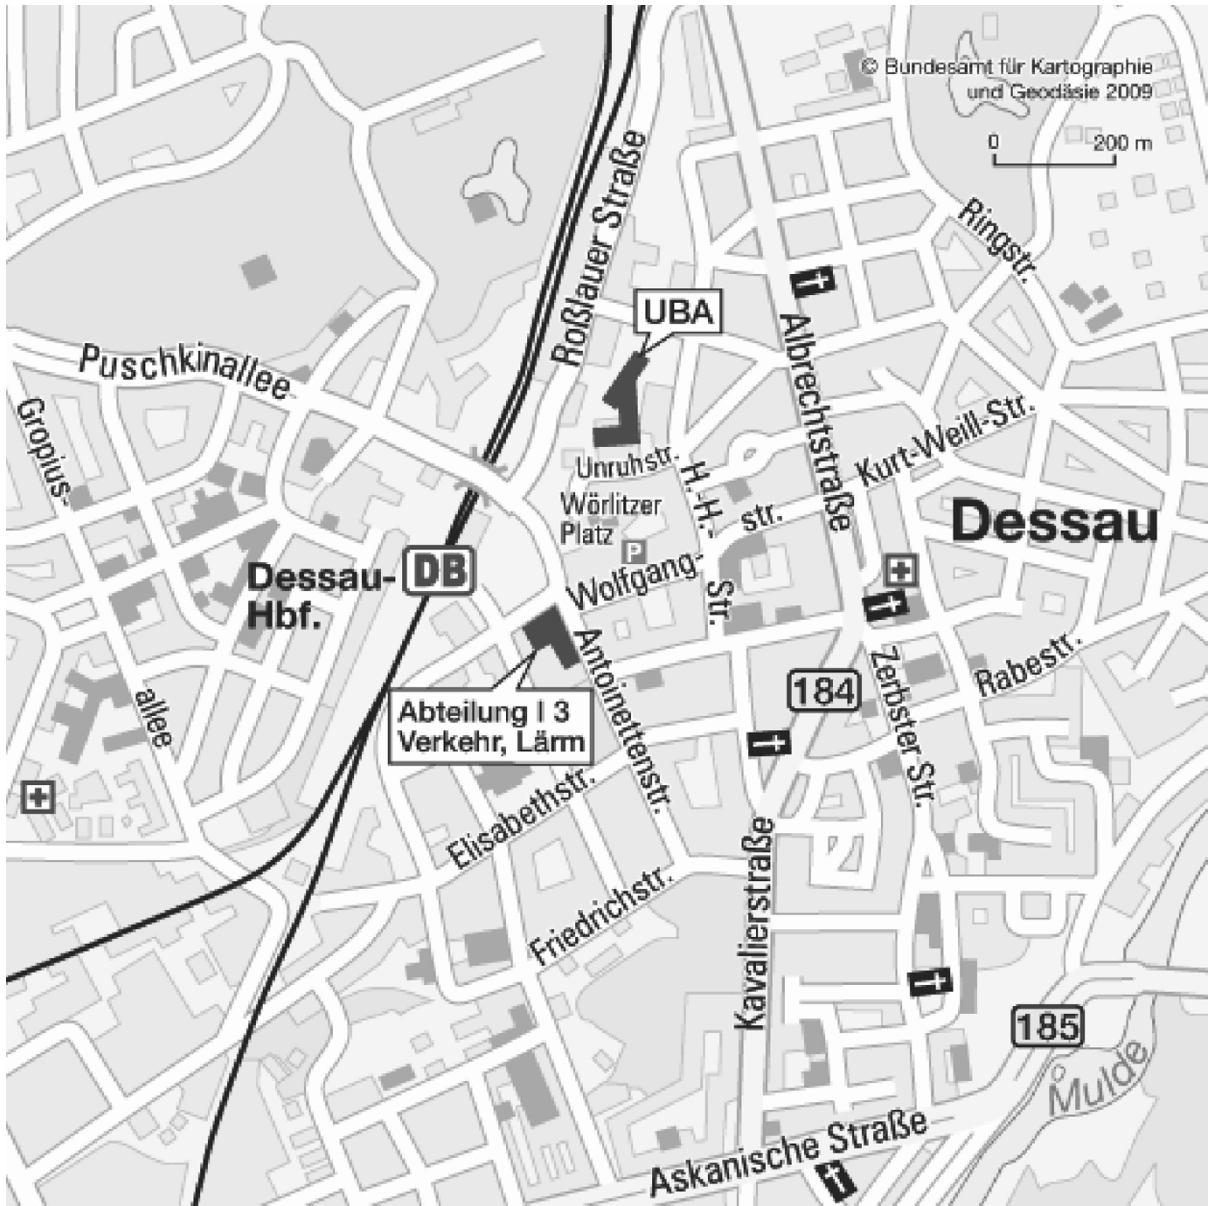 © Bundesamt für Kartographie
und Geodäsie 2009
0 200 m
Roßlauer Straße
Ringstr.
UBA
Albrechtstraße
Puschkinallee
Gropius-
allee
Kurt-Weill-Str.
Unruhstr.
H.-H.-
Str.
Wörlitzer
Platz
P
str.
Wolfgang-
Dessau
Dessau-
Hbf.
DB
Antoinettenstr.
Zerbster Str.
Rabestr.
184
Abteilung I 3
Verkehr, Lärm
Elisabethstr.
Friedrichstr.
Kavalierstraße
185
Mulde
Askanische Straße